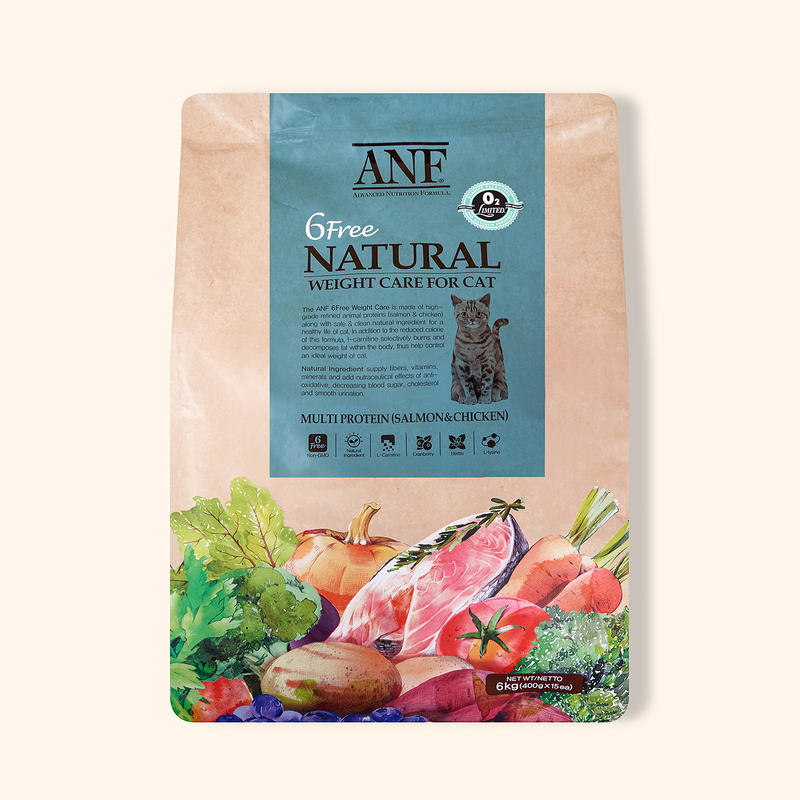 ANF®
ADVANCED NUTRITION FORMULA
O2
LIMITED
6Free
NATURAL
WEIGHT CARE FOR CAT
The ANF 6Free Weight Care is made of high-
grade refined animal proteins (salmon & chicken)
along with safe & clean natural ingredient for a
healthy life of cat. In addition to the reduced calorie
of this formula, l-carnitine selectively burns and
decomposes fat within the body, thus help control
an ideal weight of cat.
Natural Ingredient supply fibers, vitamins,
minerals and add nutraceutical effects of anti-
oxidative, decreasing blood sugar, cholesterol
and smooth urination.
MULTI PROTEIN (SALMON & CHICKEN)
6 Free
Non-GMO
Natural Ingredient
L-Carnitine
Cranberry
Herbs
L-lysine
NET WT/NETTO
6kg (400g×15ea)